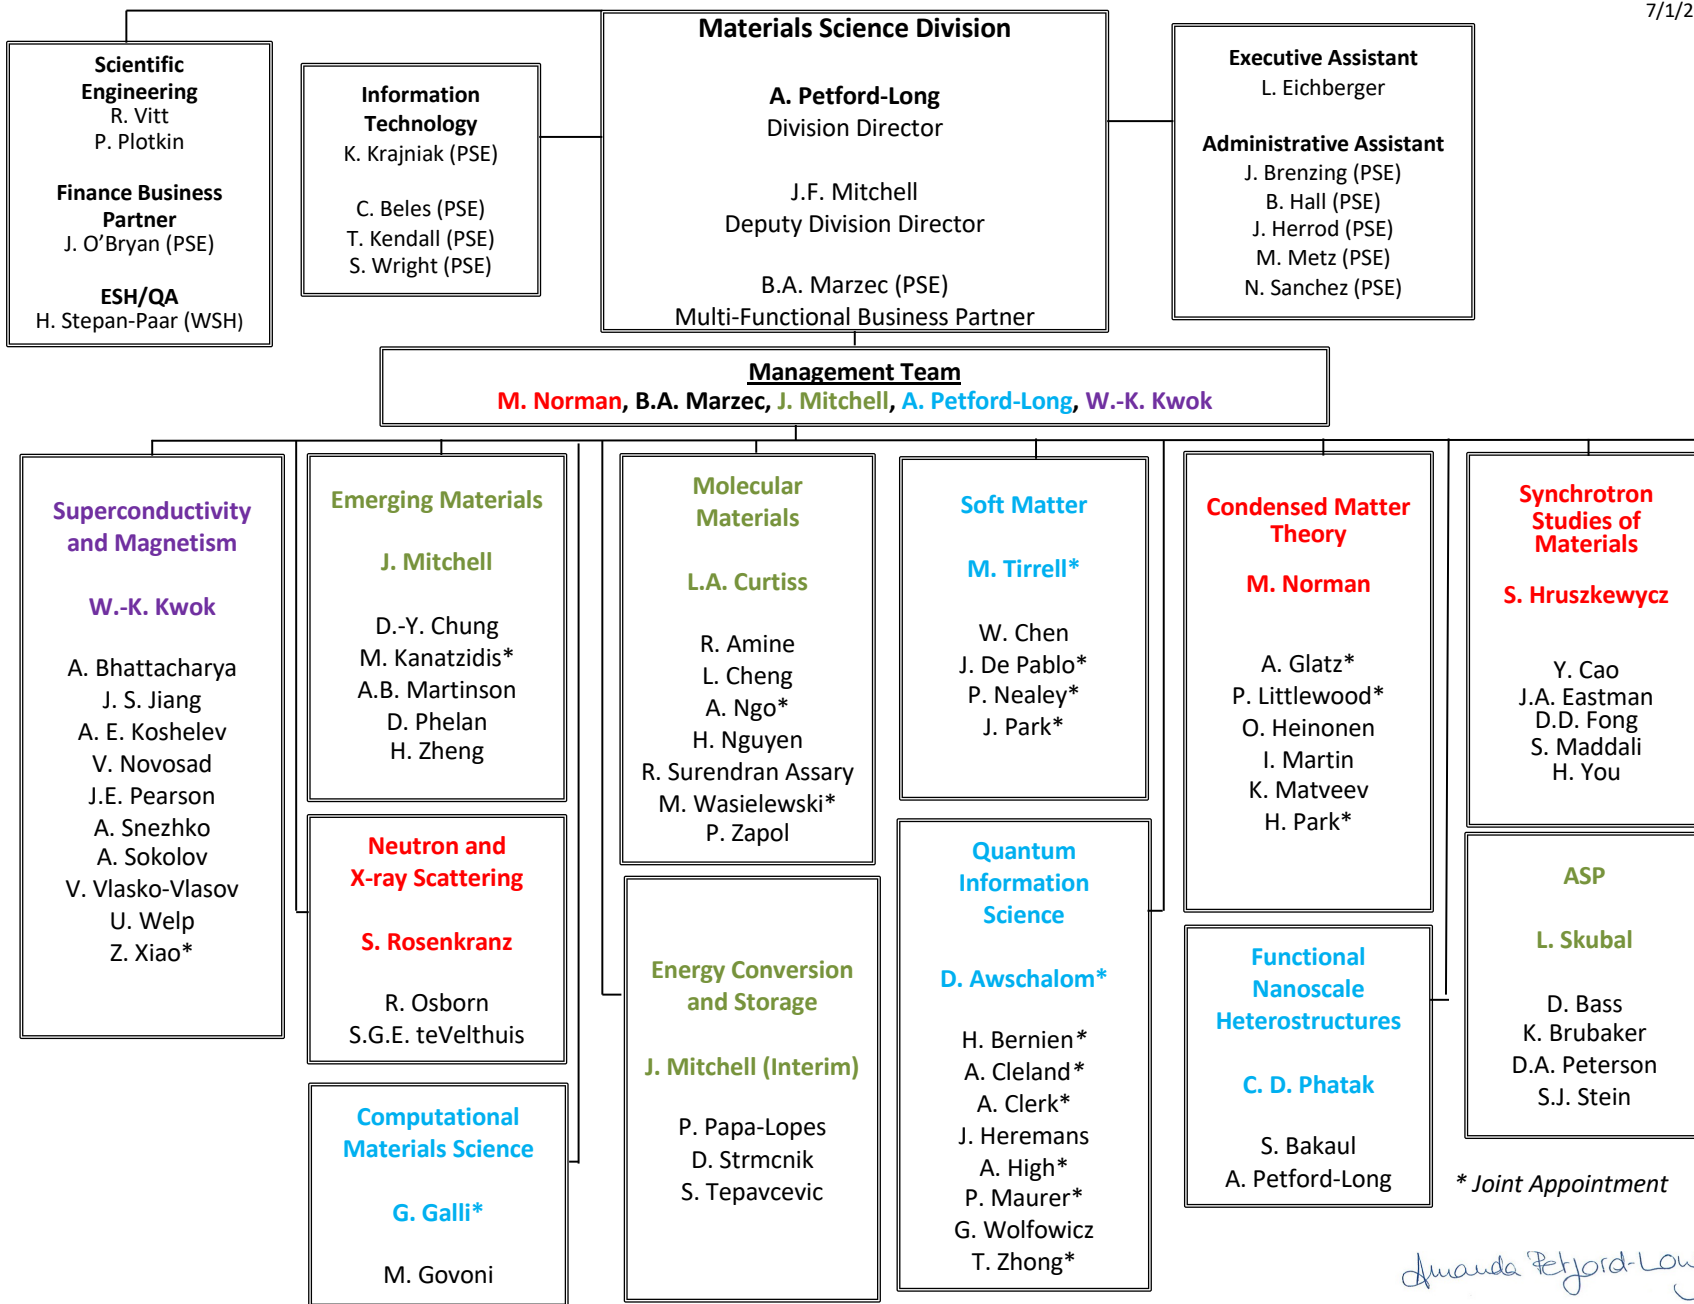 7/1/2
Scientific
Engineering
R. Vitt
P. Plotkin
Finance Business
Partner
J. O’Bryan (PSE)
ESH/QA
H. Stepan-Paar (WSH)
Information
Technology
K. Krajniak (PSE)
C. Beles (PSE)
T. Kendall (PSE)
S. Wright (PSE)
Materials Science Division
A. Petford-Long
Division Director
J.F. Mitchell
Deputy Division Director
B.A. Marzec (PSE)
Multi-Functional Business Partner
Executive Assistant
L. Eichberger
Administrative Assistant
J. Brenzing (PSE)
B. Hall (PSE)
J. Herrod (PSE)
M. Metz (PSE)
N. Sanchez (PSE)
Management Team
M. Norman, B.A. Marzec, J. Mitchell, A. Petford-Long, W.-K. Kwok
Superconductivity
and Magnetism
W.-K. Kwok
A. Bhattacharya
J. S. Jiang
A. E. Koshelev
V. Novosad
J.E. Pearson
A. Snezhko
A. Sokolov
V. Vlasko-Vlasov
U. Welp
Z. Xiao*
Emerging Materials
J. Mitchell
D.-Y. Chung
M. Kanatzidis*
A.B. Martinson
D. Phelan
H. Zheng
Neutron and
X-ray Scattering
S. Rosenkranz
R. Osborn
S.G.E. teVelthuis
Computational
Materials Science
G. Galli*
M. Govoni
Molecular
Materials
L.A. Curtiss
R. Amine
L. Cheng
A. Ngo*
H. Nguyen
R. Surendran Assary
M. Wasielewski*
P. Zapol
Energy Conversion
and Storage
J. Mitchell (Interim)
P. Papa-Lopes
D. Strmcnik
S. Tepavcevic
Soft Matter
M. Tirrell*
W. Chen
J. De Pablo*
P. Nealey*
J. Park*
Quantum
Information
Science
D. Awschalom*
H. Bernien*
A. Cleland*
A. Clerk*
J. Heremans
A. High*
P. Maurer*
G. Wolfowicz
T. Zhong*
Condensed Matter
Theory
M. Norman
A. Glatz*
P. Littlewood*
O. Heinonen
I. Martin
K. Matveev
H. Park*
Functional
Nanoscale
Heterostructures
C. D. Phatak
S. Bakaul
A. Petford-Long
Synchrotron
Studies of
Materials
S. Hruszkewycz
Y. Cao
J.A. Eastman
D.D. Fong
S. Maddali
H. You
ASP
L. Skubal
D. Bass
K. Brubaker
D.A. Peterson
S.J. Stein
* Joint Appointment
Amanda Petford-Lon